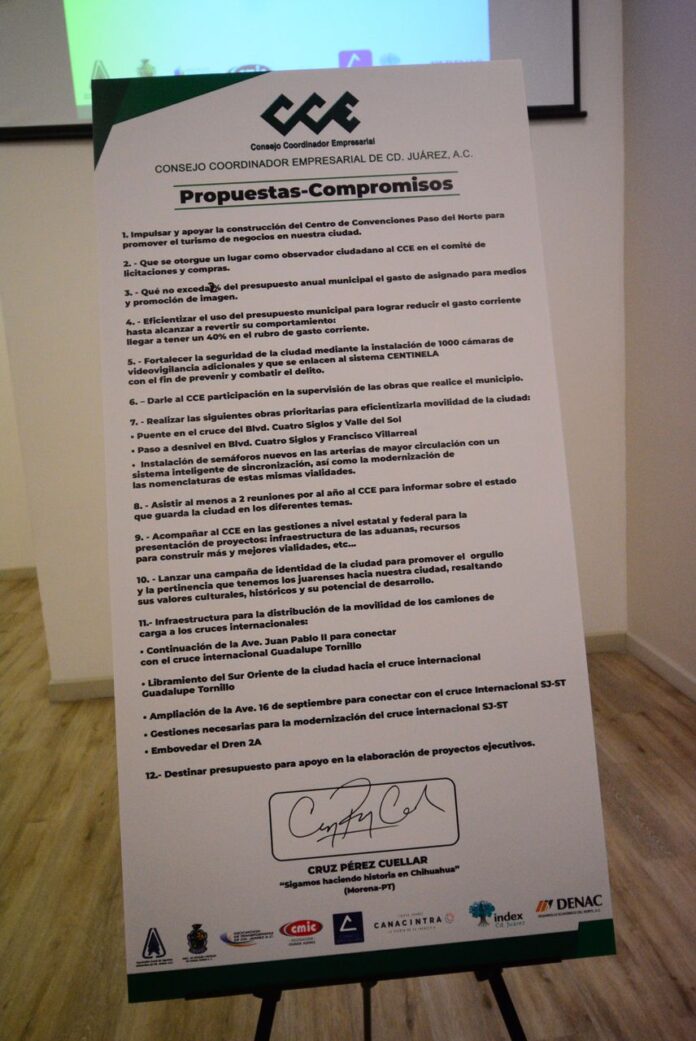 CCE
Consejo Coordinador Empresarial
CONSEJO COORDINADOR EMPRESARIAL DE CD. JUÁREZ, A.C.
Propuestas-Compromisos
1. Impulsar y apoyar la construcción del Centro de Convenciones Paso del Norte para
promover el turismo de negocios en nuestra ciudad.
2. - Que se otorgue un lugar como observador ciudadano al CCE en el comité de
licitaciones y compras.
3. - Qué no exceda 2% del presupuesto anual municipal el gasto de asignado para medios
y promoción de imagen.
4. - Eficientizar el uso del presupuesto municipal para lograr reducir el gasto corriente
hasta alcanzar a revertir su comportamiento:
llegar a tener un 40% en el rubro de gasto corriente.
5. - Fortalecer la seguridad de la ciudad mediante la instalación de 1000 cámaras de
videovigilancia adicionales y que se enlacen al sistema CENTINELA
con el fin de prevenir y combatir el delito.
6. – Darle al CCE participación en la supervisión de las obras que realice el municipio.
7. - Realizar las siguientes obras prioritarias para eficientizarla movilidad de la ciudad:
• Puente en el cruce del Blvd. Cuatro Siglos y Valle del Sol
• Paso a desnivel en Blvd. Cuatro Siglos y Francisco Villarreal
• Instalación de semáforos nuevos en las arterias de mayor circulación con un
sistema inteligente de sincronización, así como la modernización de
las nomenclaturas de estas mismas vialidades.
8. - Asistir al menos a 2 reuniones por al año al CCE para informar sobre el estado
que guarda la ciudad en los diferentes temas.
9. - Acompañar al CCE en las gestiones a nivel estatal y federal para la
presentación de proyectos: infraestructura de las aduanas, recursos
para construir más y mejores vialidades, etc...
10. - Lanzar una campaña de identidad de la ciudad para promover el orgullo
y la pertinencia que tenemos los juarenses hacia nuestra ciudad, resaltando
sus valores culturales, históricos y su potencial de desarrollo.
11.- Infraestructura para la distribución de la movilidad de los camiones de
carga a los cruces internacionales:
• Continuación de la Ave. Juan Pablo II para conectar
con el cruce internacional Guadalupe Tornillo
• Libramiento del Sur Oriente de la ciudad hacia el cruce internacional
Guadalupe Tornillo
• Ampliación de la Ave. 16 de septiembre para conectar con el cruce Internacional SJ-ST
• Gestiones necesarias para la modernización del cruce internacional SJ-ST
• Embovedar el Dren 2A
12.- Destinar presupuesto para apoyo en la elaboración de proyectos ejecutivos.
CRUZ PÉREZ CUELLAR
"Sigamos haciendo historia en Chihuahua"
(Morena-PT)
cmic
CANACINTRA
index
Cd. Juárez
DENAC